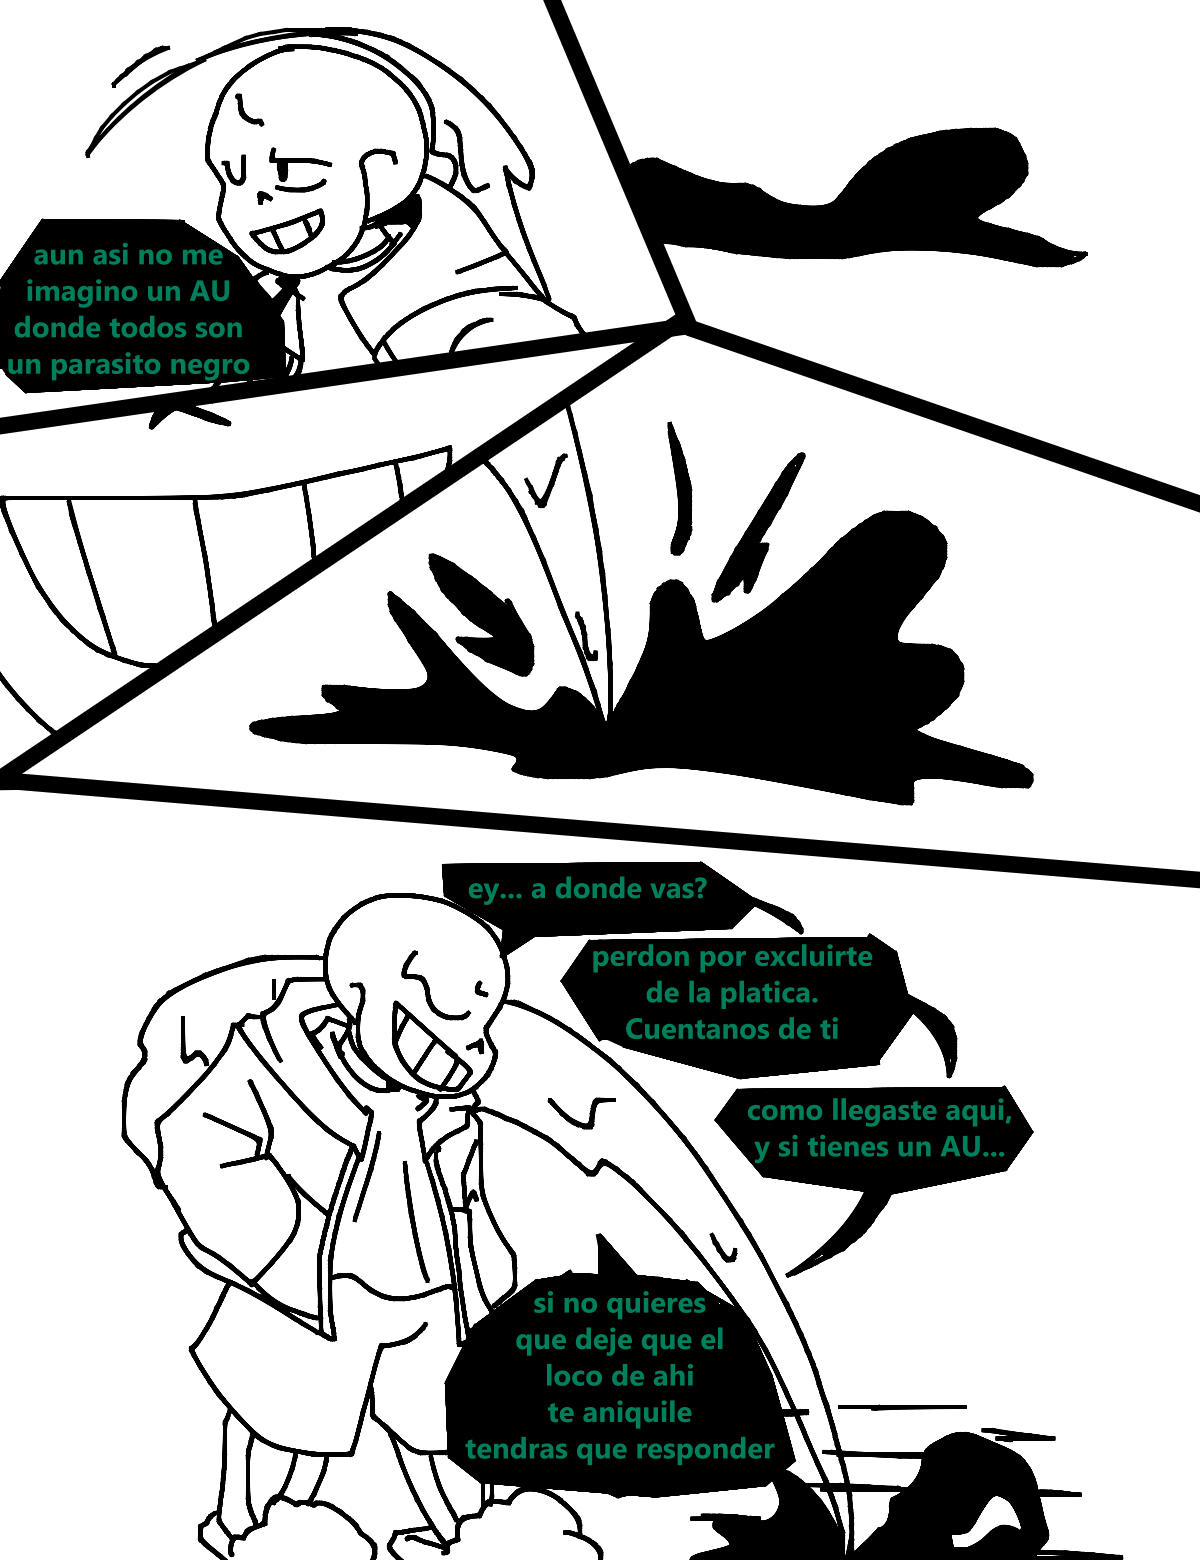 aun asi no me
imagino un AU
donde todos son
un parasito negro
ey... a donde vas?
perdon por excluirte
de la platica.
Cuentanos de ti
como llegaste aqui,
y si tienes un AU...
si no quieres
que deje que el
loco de ahi
te aniquile
tendras que responder